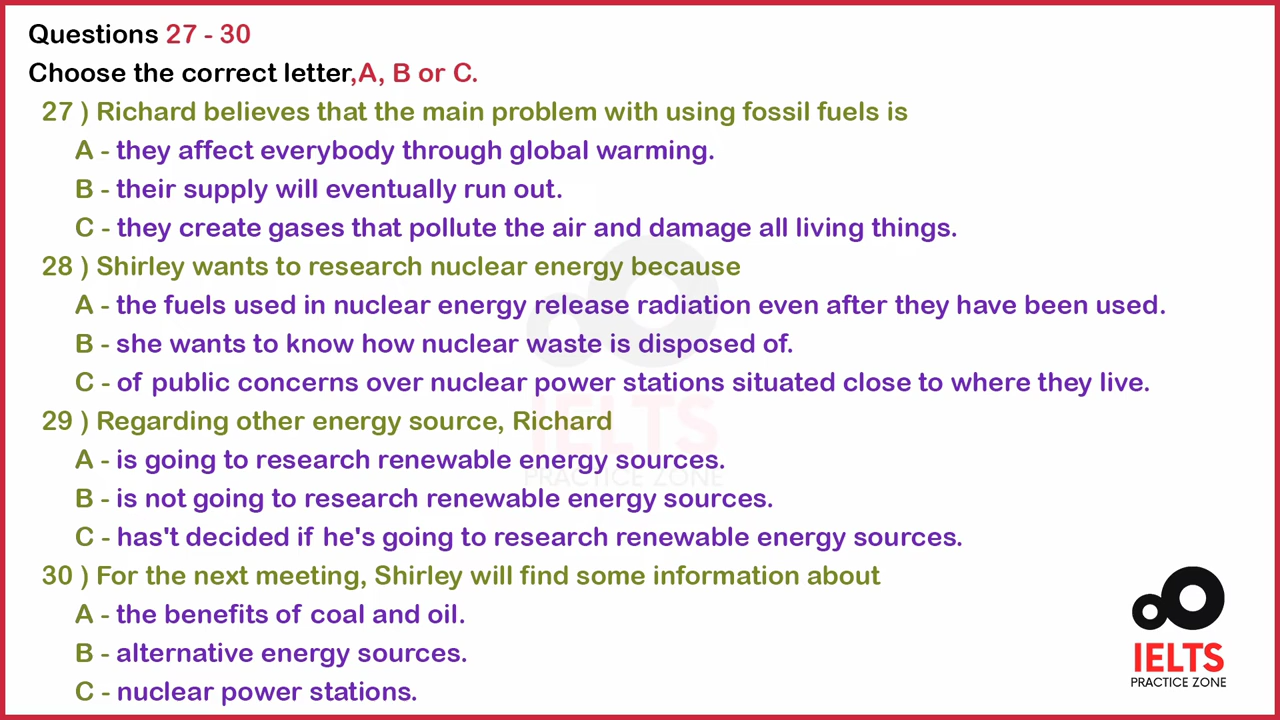 Questions 27 - 30
Choose the correct letter,A, B or C.
27 ) Richard believes that the main problem with using fossil fuels is
A - they affect everybody through global warming.
B - their supply will eventually run out.
C - they create gases that pollute the air and damage all living things.
28 ) Shirley wants to research nuclear energy because
A - the fuels used in nuclear energy release radiation even after they have been used.
B - she wants to know how nuclear waste is disposed of.
C - of public concerns over nuclear power stations situated close to where they live.
29 ) Regarding other energy source, Richard
A - is going to research renewable energy sources.
B - is not going to research renewable energy sources.
C - has't decided if he's going to research renewable energy sources.
30 ) For the next meeting, Shirley will find some information about
A - the benefits of coal and oil.
B - alternative energy sources.
C - nuclear power stations.
IELTS
PRACTICE ZONE
IELTS
PRACTICE ZONE